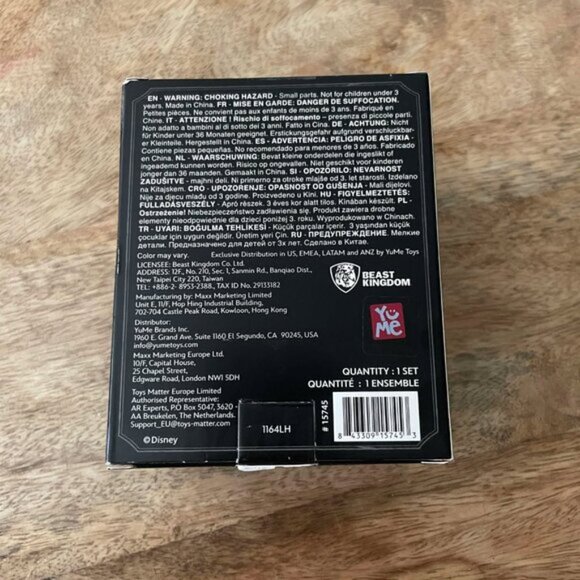 EN - WARNING: CHOKING HAZARD - Small parts. Not for children under 3
years. Made in China. FR - MISE EN GARDE: DANGER DE SUFFOCATION.
Petites pièces. Ne convient pas aux enfants de moins de 3 ans. Fabriqué en
Chine. IT - ATTENZIONE ! Rischio di soffocamento – presenza di piccole parti.
Non adatto a bambini al di sotto dei 3 anni. Fatto in Cina. DE - ACHTUNG: Nicht
für Kinder unter 36 Monaten geeignet. Erstickungsgefahr aufgrund verschluckbar-
er Kleinteile. Hergestellt in China. ES - ADVERTENCIA: PELIGRO DE ASFIXIA -
Contiene piezas pequeñas. No recomendado para menores de 3 años. Fabricado
en China. NL - WAARSCHUWING: Bevat kleine onderdelen die ingeslikt of
ingeademd kunnen worden. Risico op ongevallen. Niet geschikt voor kinderen
jonger dan 36 maanden. Gemaakt in China. SI - OPOZORILO: NEVARNOST
ZADUŠITVE - majhni deli. Ni primerno za otroke mlajše od 3. let starosti. Izdelano
na Kitajskem. CRO - UPOZORENJE: OPASNOST OD GUŠENJA - Mali dijelovi.
Nije za djecu mlađu od 3 godine. Proizvedeno u Kini. HU - FIGYELMEZTETÉS:
FULLADÁSVESZÉLY - Apró részek. 3 éves kor alatt tilos. Kínában készült. PL -
Ostrzeżenie! Niebezpieczeństwo zadławienia się. Produkt zawiera drobne
elementy nieodpowiednie dla dzieci poniżej 3. roku. Wyprodukowano w Chinach.
TR - UYARI: BOĞULMA TEHLİKESİ - Küçük parçalar içerir. 3 yaşından küçük
çocuklar için uygun değildir. Üretim yeri Çin. RU - ПРЕДУПРЕЖДЕНИЕ. Мелкие
детали. Предназначено для детей от 3х лет. Сделано в Китае.
Color may vary. Exclusive Distribution in US, EMEA, LATAM and ANZ by YuMe Toys
LICENSEE: Beast Kingdom Co. Ltd.
ADDRESS: 12F., No. 210, Sec. 1, Sanmin Rd., Banqiao Dist.,
New Taipei City 220, Taiwan
TEL: +886-2- 8953-2388, TAX ID No. 29133182
BEAST
KINGDOM
Manufacturing by: Maxx Marketing Limited
Unit E, 11/F, Hop Hing Industrial Building,
702-704 Castle Peak Road, Kowloon, Hong Kong
YuMe
Distributor:
YuMe Brands Inc.
1960 E. Grand Ave. Suite 1160 El Segundo, CA 90245, USA
info@yumetoys.com
Maxx Marketing Europe Ltd.
10/F, Capital House,
25 Chapel Street,
Edgware Road, London NW1 5DH
QUANTITY : 1 SET
QUANTITÉ : 1 ENSEMBLE
Toys Matter Europe Limited
Authorised Representative:
AR Experts, P.O Box 5047, 3620 -
AA Breukelen, The Netherlands.
Support_EU@toys-matter.com
1164LH
# 15745
8 43309 15745 3
©Disney